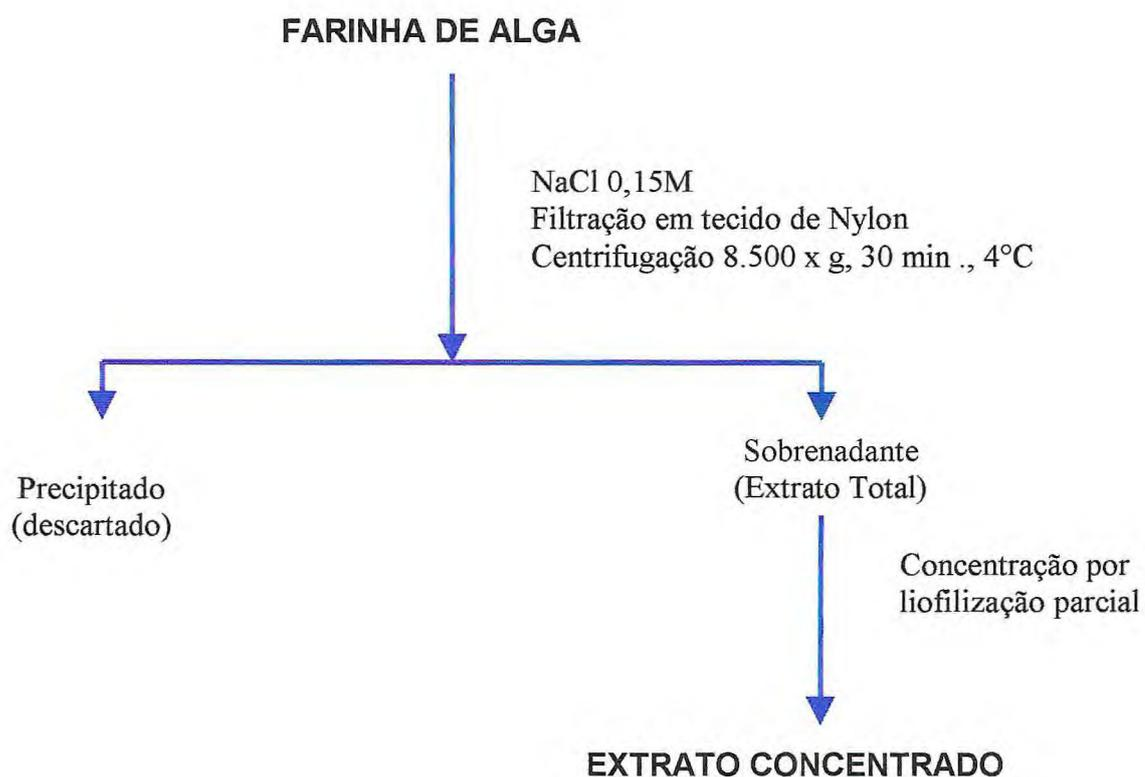 FARINHA DE ALGA
NaCl 0,15M
Filtração em tecido de Nylon
Centrifugação 8.500 x g, 30 min ., 4°C
Precipitado
(descartado)
Sobrenadante
(Extrato Total)
Concentração por
liofilização parcial
EXTRATO CONCENTRADO